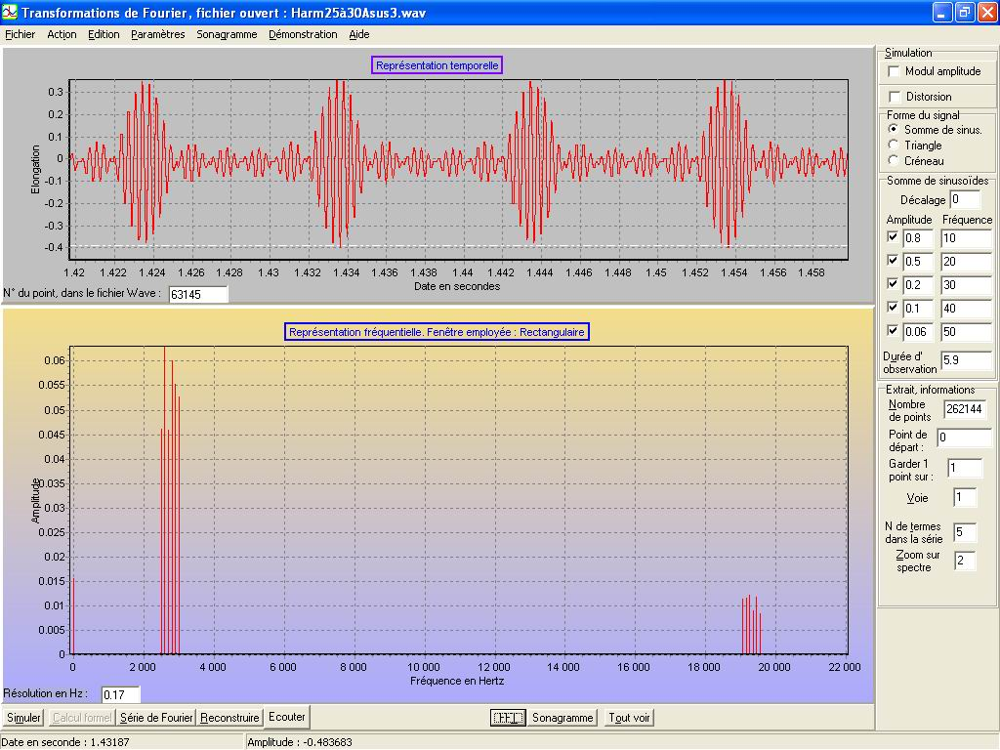 Transformations de Fourier, fichier ouvert : Harm25à30Asus3.wav
Fichier Action Edition Paramètres Sonagramme Démonstration Aide
Représentation temporelle
Elongation
0.3
0.2
0.1
0
-0.1
-0.2
-0.3
-0.4
1.42 1.422 1.424 1.426 1.428 1.43 1.432 1.434 1.436 1.438 1.44 1.442 1.444 1.446 1.448 1.45 1.452 1.454 1.456 1.458
Date en secondes
N° du point, dans le fichier Wave : 63145
Représentation fréquentielle. Fenêtre employée : Rectangulaire
Amplitude
0.06
0.055
0.05
0.045
0.04
0.035
0.03
0.025
0.02
0.015
0.01
0.005
0
0 2 000 4 000 6 000 8 000 10 000 12 000 14 000 16 000 18 000 20 000 22 000
Fréquence en Hertz
Résolution en Hz : 0.17
Simuler Calcul formel Série de Fourier Reconstruire Ecouter FFT Sonagramme Tout voir
Date en seconde : 1.43187 Amplitude : -0.483683
Simulation
Modul amplitude
Distorsion
Forme du signal
Somme de sinus.
Triangle
Créneau
Somme de sinusoïdes
Décalage 0
Amplitude Fréquence
0.8 10
0.5 20
0.2 30
0.1 40
0.06 50
Durée d'
observation 5.9
Extrait, informations
Nombre
de points 262144
Point de
départ : 0
Garder 1
point sur : 1
Voie 1
N de termes
dans la série 5
Zoom sur
spectre 2